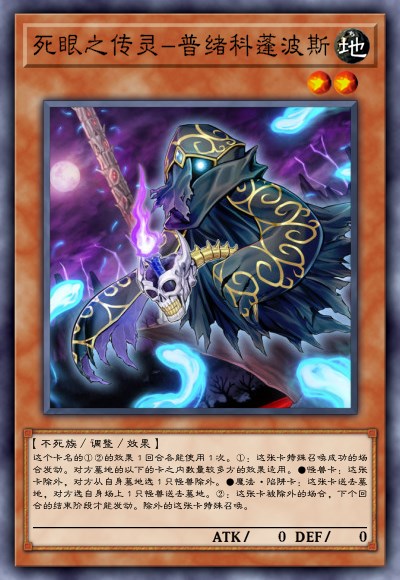 死眼之传灵–普绪科蓬波斯
地
【不死族／调整／效果】
这个卡名的①②的效果1回合各能使用1次。①：这张卡特殊召唤成功的场
合发动。对方墓地的以下的卡之内数量较多方的效果适用。●怪兽卡：这张
卡除外，对方从自身墓地选1只怪兽除外。●魔法·陷阱卡：这张卡送去墓
地，对方选自身场上1只怪兽送去墓地。②：这张卡被除外的场合，下个回
合的结束阶段才能发动。除外的这张卡特殊召唤。
ATK/ 0 DEF/ 0